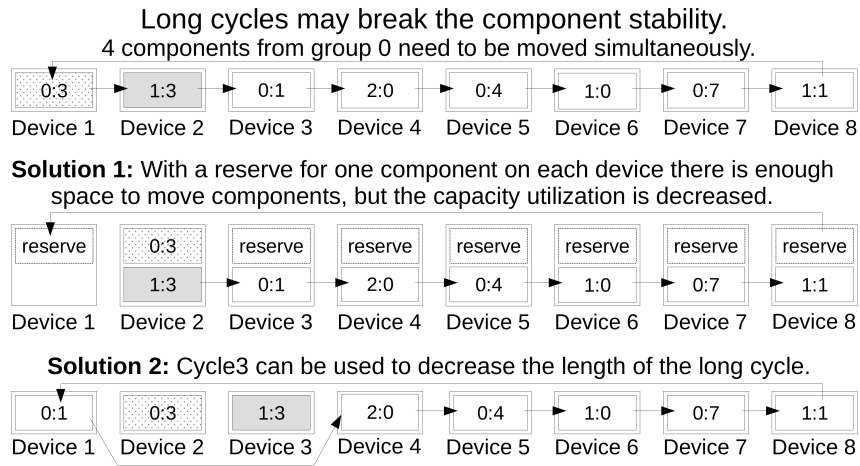 Long cycles may break the component stability.
4 components from group 0 need to be moved simultaneously.
0:3 1:3 0:1 2:0 0:4 1:0 0:7 1:1
Device 1 Device 2 Device 3 Device 4 Device 5 Device 6 Device 7 Device 8
Solution 1: With a reserve for one component on each device there is enough
space to move components, but the capacity utilization is decreased.
reserve 0:3 reserve reserve reserve reserve reserve reserve
1:3 0:1 2:0 0:4 1:0 0:7 1:1
Device 1 Device 2 Device 3 Device 4 Device 5 Device 6 Device 7 Device 8
Solution 2: Cycle3 can be used to decrease the length of the long cycle.
0:1 0:3 1:3 2:0 0:4 1:0 0:7 1:1
Device 1 Device 2 Device 3 Device 4 Device 5 Device 6 Device 7 Device 8